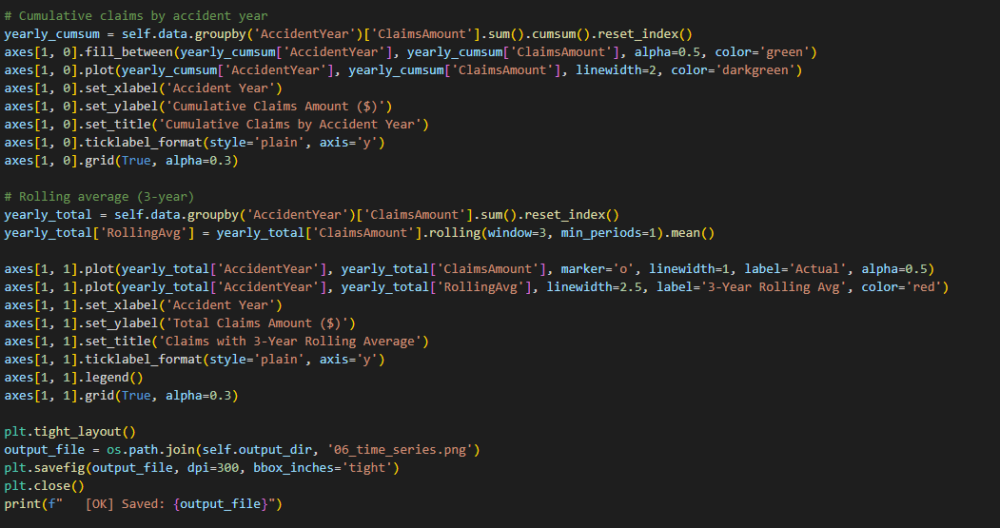 # Cumulative claims by accident year
yearly_cumsum = self.data.groupby('AccidentYear')['ClaimsAmount'].sum().cumsum().reset_index()
axes[1, 0].fill_between(yearly_cumsum['AccidentYear'], yearly_cumsum['ClaimsAmount'], alpha=0.5, color='green')
axes[1, 0].plot(yearly_cumsum['AccidentYear'], yearly_cumsum['ClaimsAmount'], linewidth=2, color='darkgreen')
axes[1, 0].set_xlabel('Accident Year')
axes[1, 0].set_ylabel('Cumulative Claims Amount ($)')
axes[1, 0].set_title('Cumulative Claims by Accident Year')
axes[1, 0].ticklabel_format(style='plain', axis='y')
axes[1, 0].grid(True, alpha=0.3)

# Rolling average (3-year)
yearly_total = self.data.groupby('AccidentYear')['ClaimsAmount'].sum().reset_index()
yearly_total['RollingAvg'] = yearly_total['ClaimsAmount'].rolling(window=3, min_periods=1).mean()

axes[1, 1].plot(yearly_total['AccidentYear'], yearly_total['ClaimsAmount'], marker='o', linewidth=1, label='Actual', alpha=0.5)
axes[1, 1].plot(yearly_total['AccidentYear'], yearly_total['RollingAvg'], linewidth=2.5, label='3-Year Rolling Avg', color='red')
axes[1, 1].set_xlabel('Accident Year')
axes[1, 1].set_ylabel('Total Claims Amount ($)')
axes[1, 1].set_title('Claims with 3-Year Rolling Average')
axes[1, 1].ticklabel_format(style='plain', axis='y')
axes[1, 1].legend()
axes[1, 1].grid(True, alpha=0.3)

plt.tight_layout()
output_file = os.path.join(self.output_dir, '06_time_series.png')
plt.savefig(output_file, dpi=300, bbox_inches='tight')
plt.close()
print(f"   [OK] Saved: {output_file}")